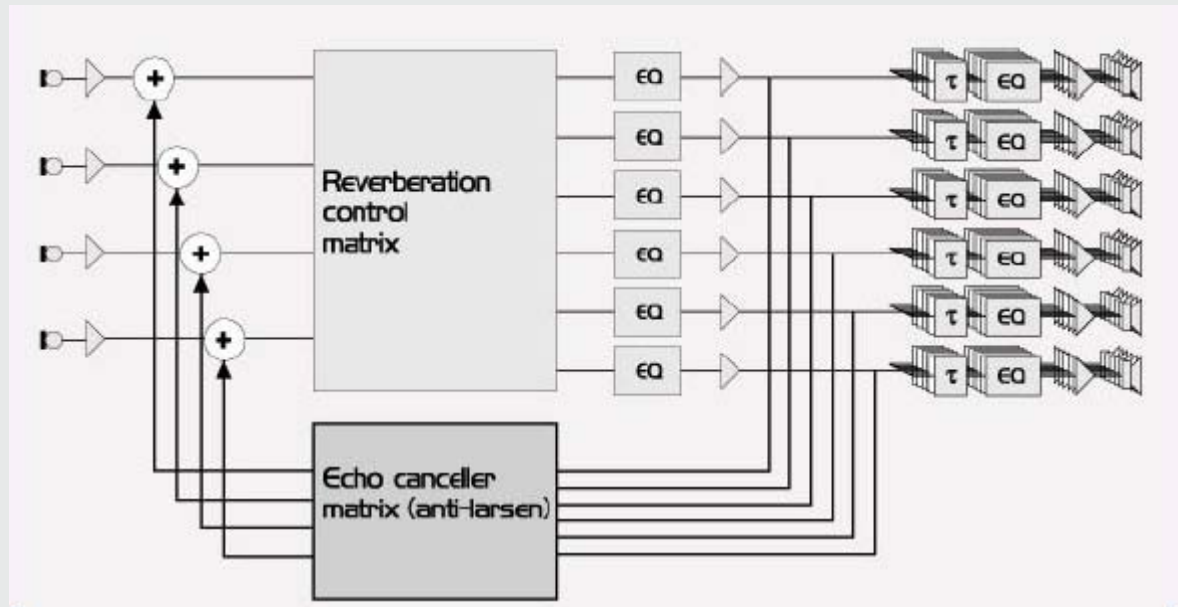 +
EQ
τ
EQ
+
EQ
τ
EQ
Reverberation
control
matrix
+
EQ
τ
EQ
+
EQ
τ
EQ
+
EQ
τ
EQ
EQ
τ
EQ
Echo canceller
matrix (anti-larsen)